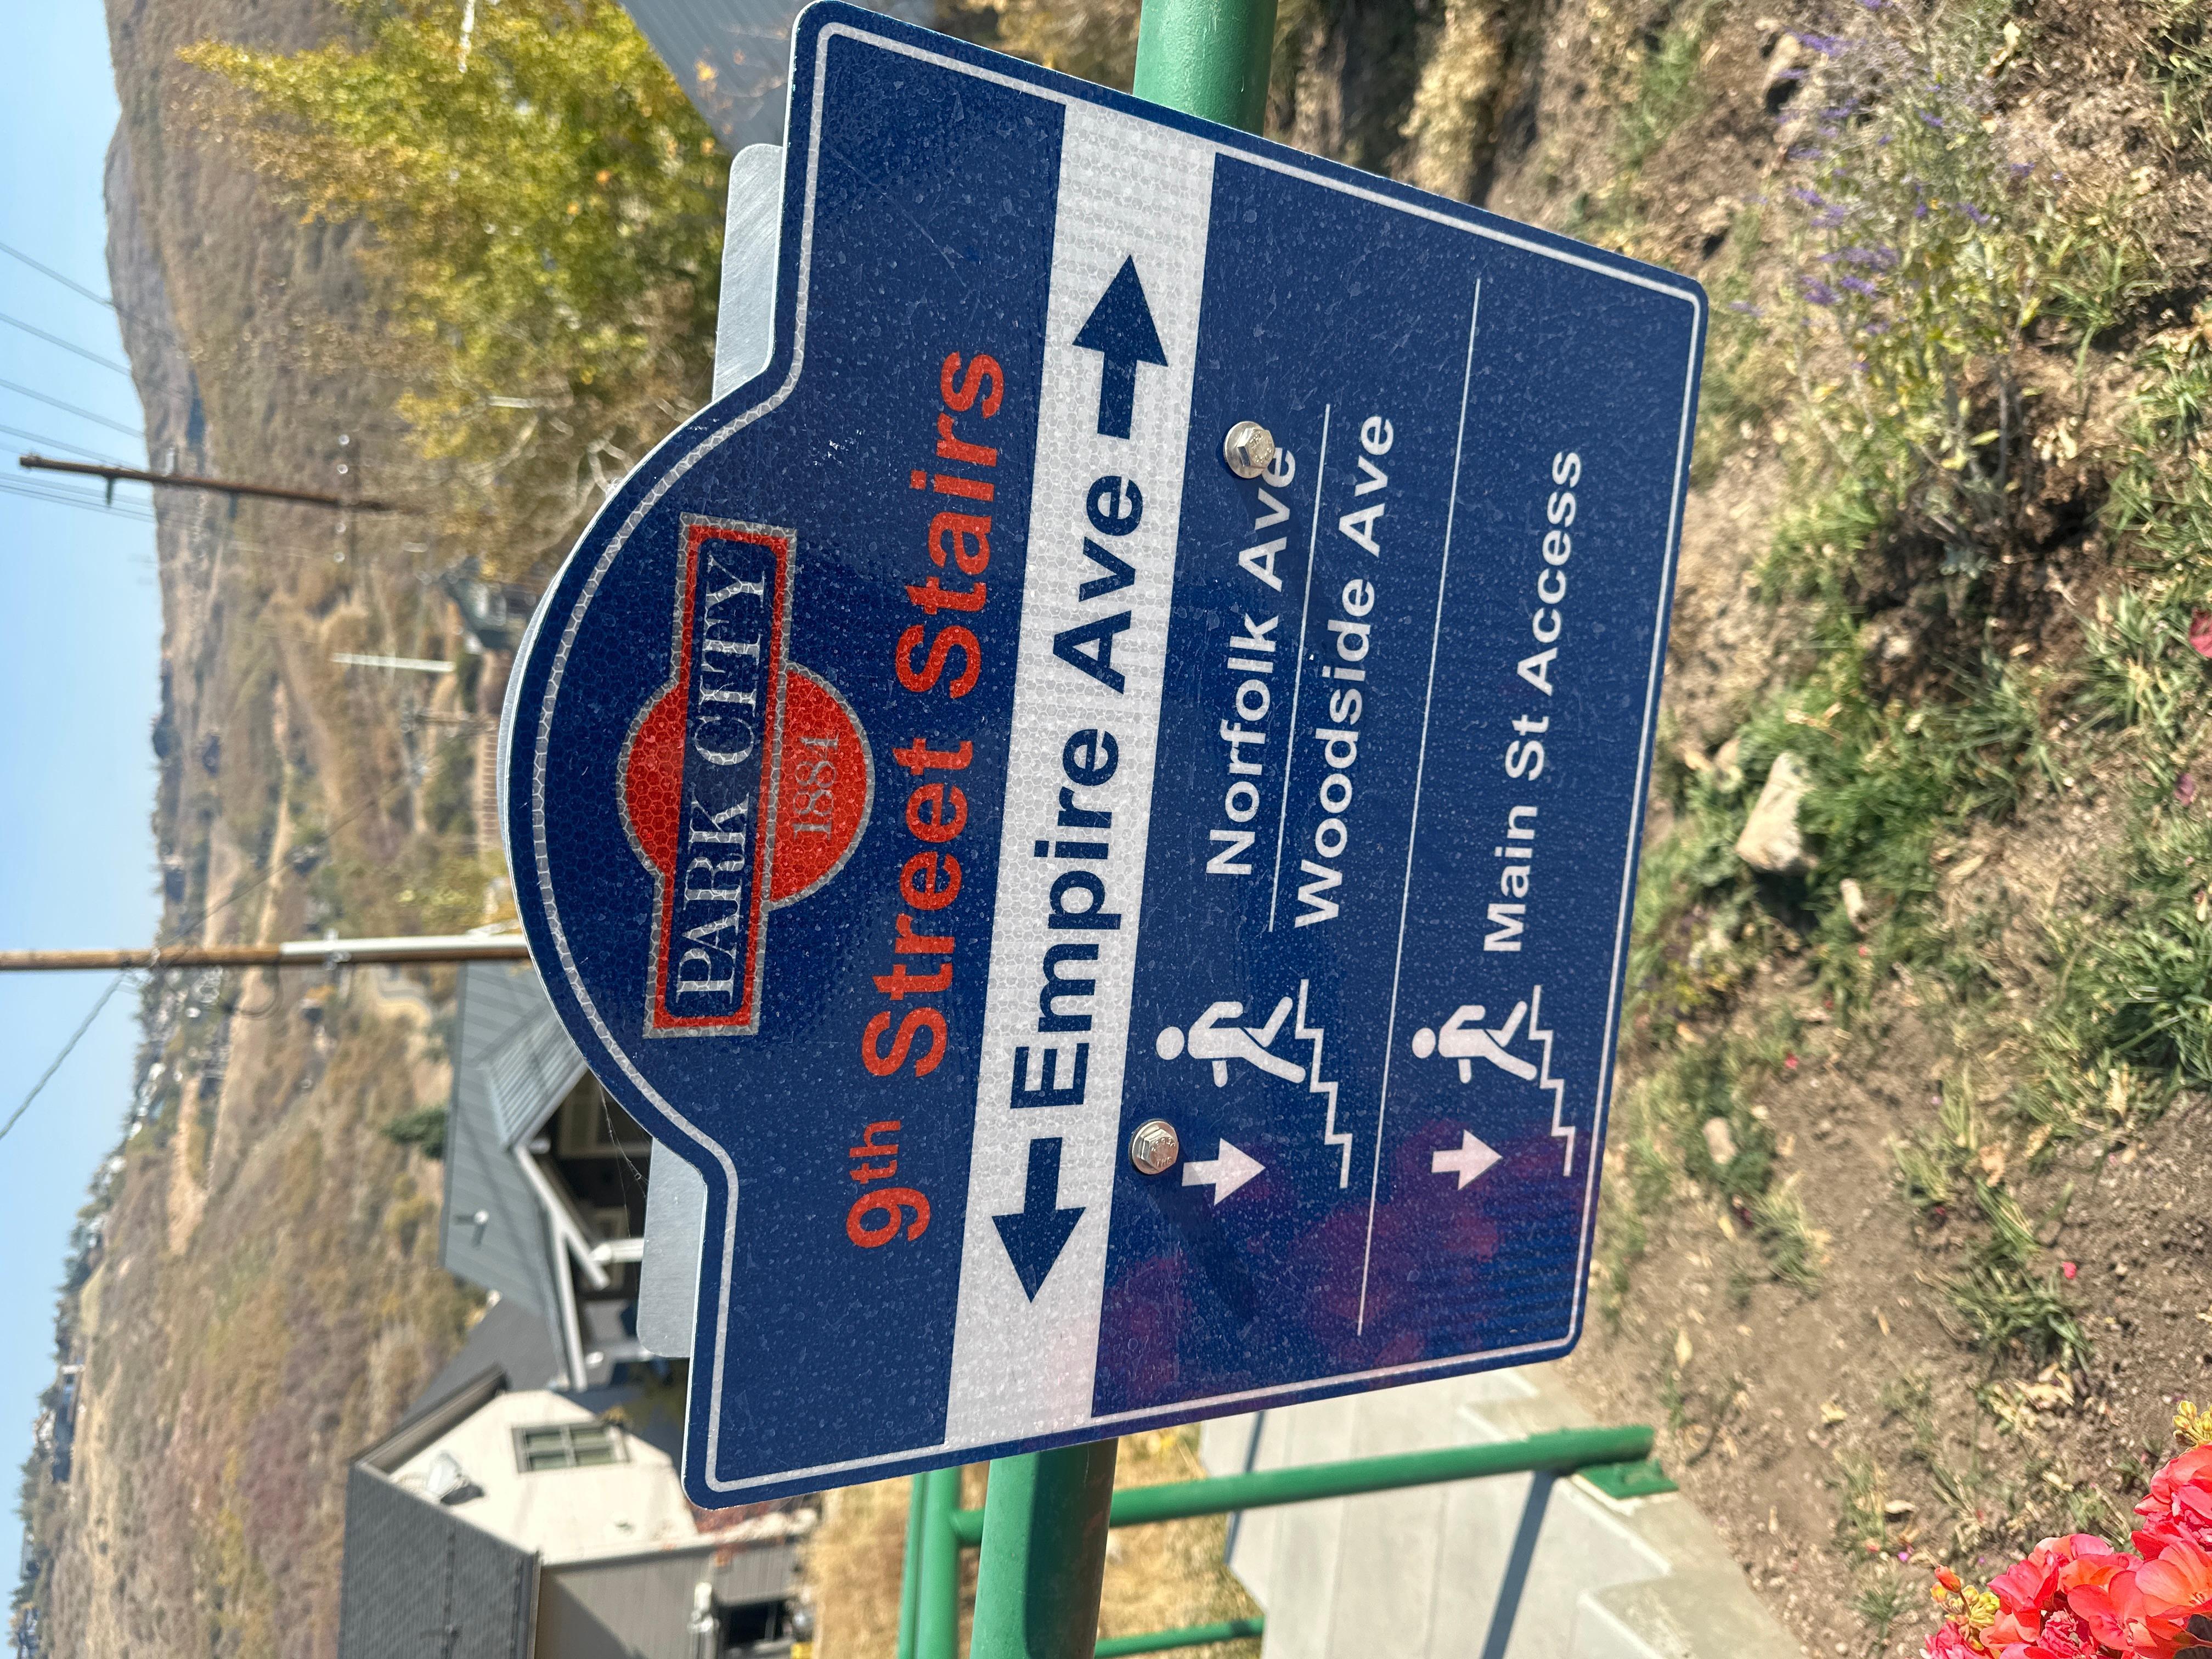 PARK CITY
1884
9th Street Stairs
Empire Ave
Norfolk Ave
Woodside Ave
Main St Access